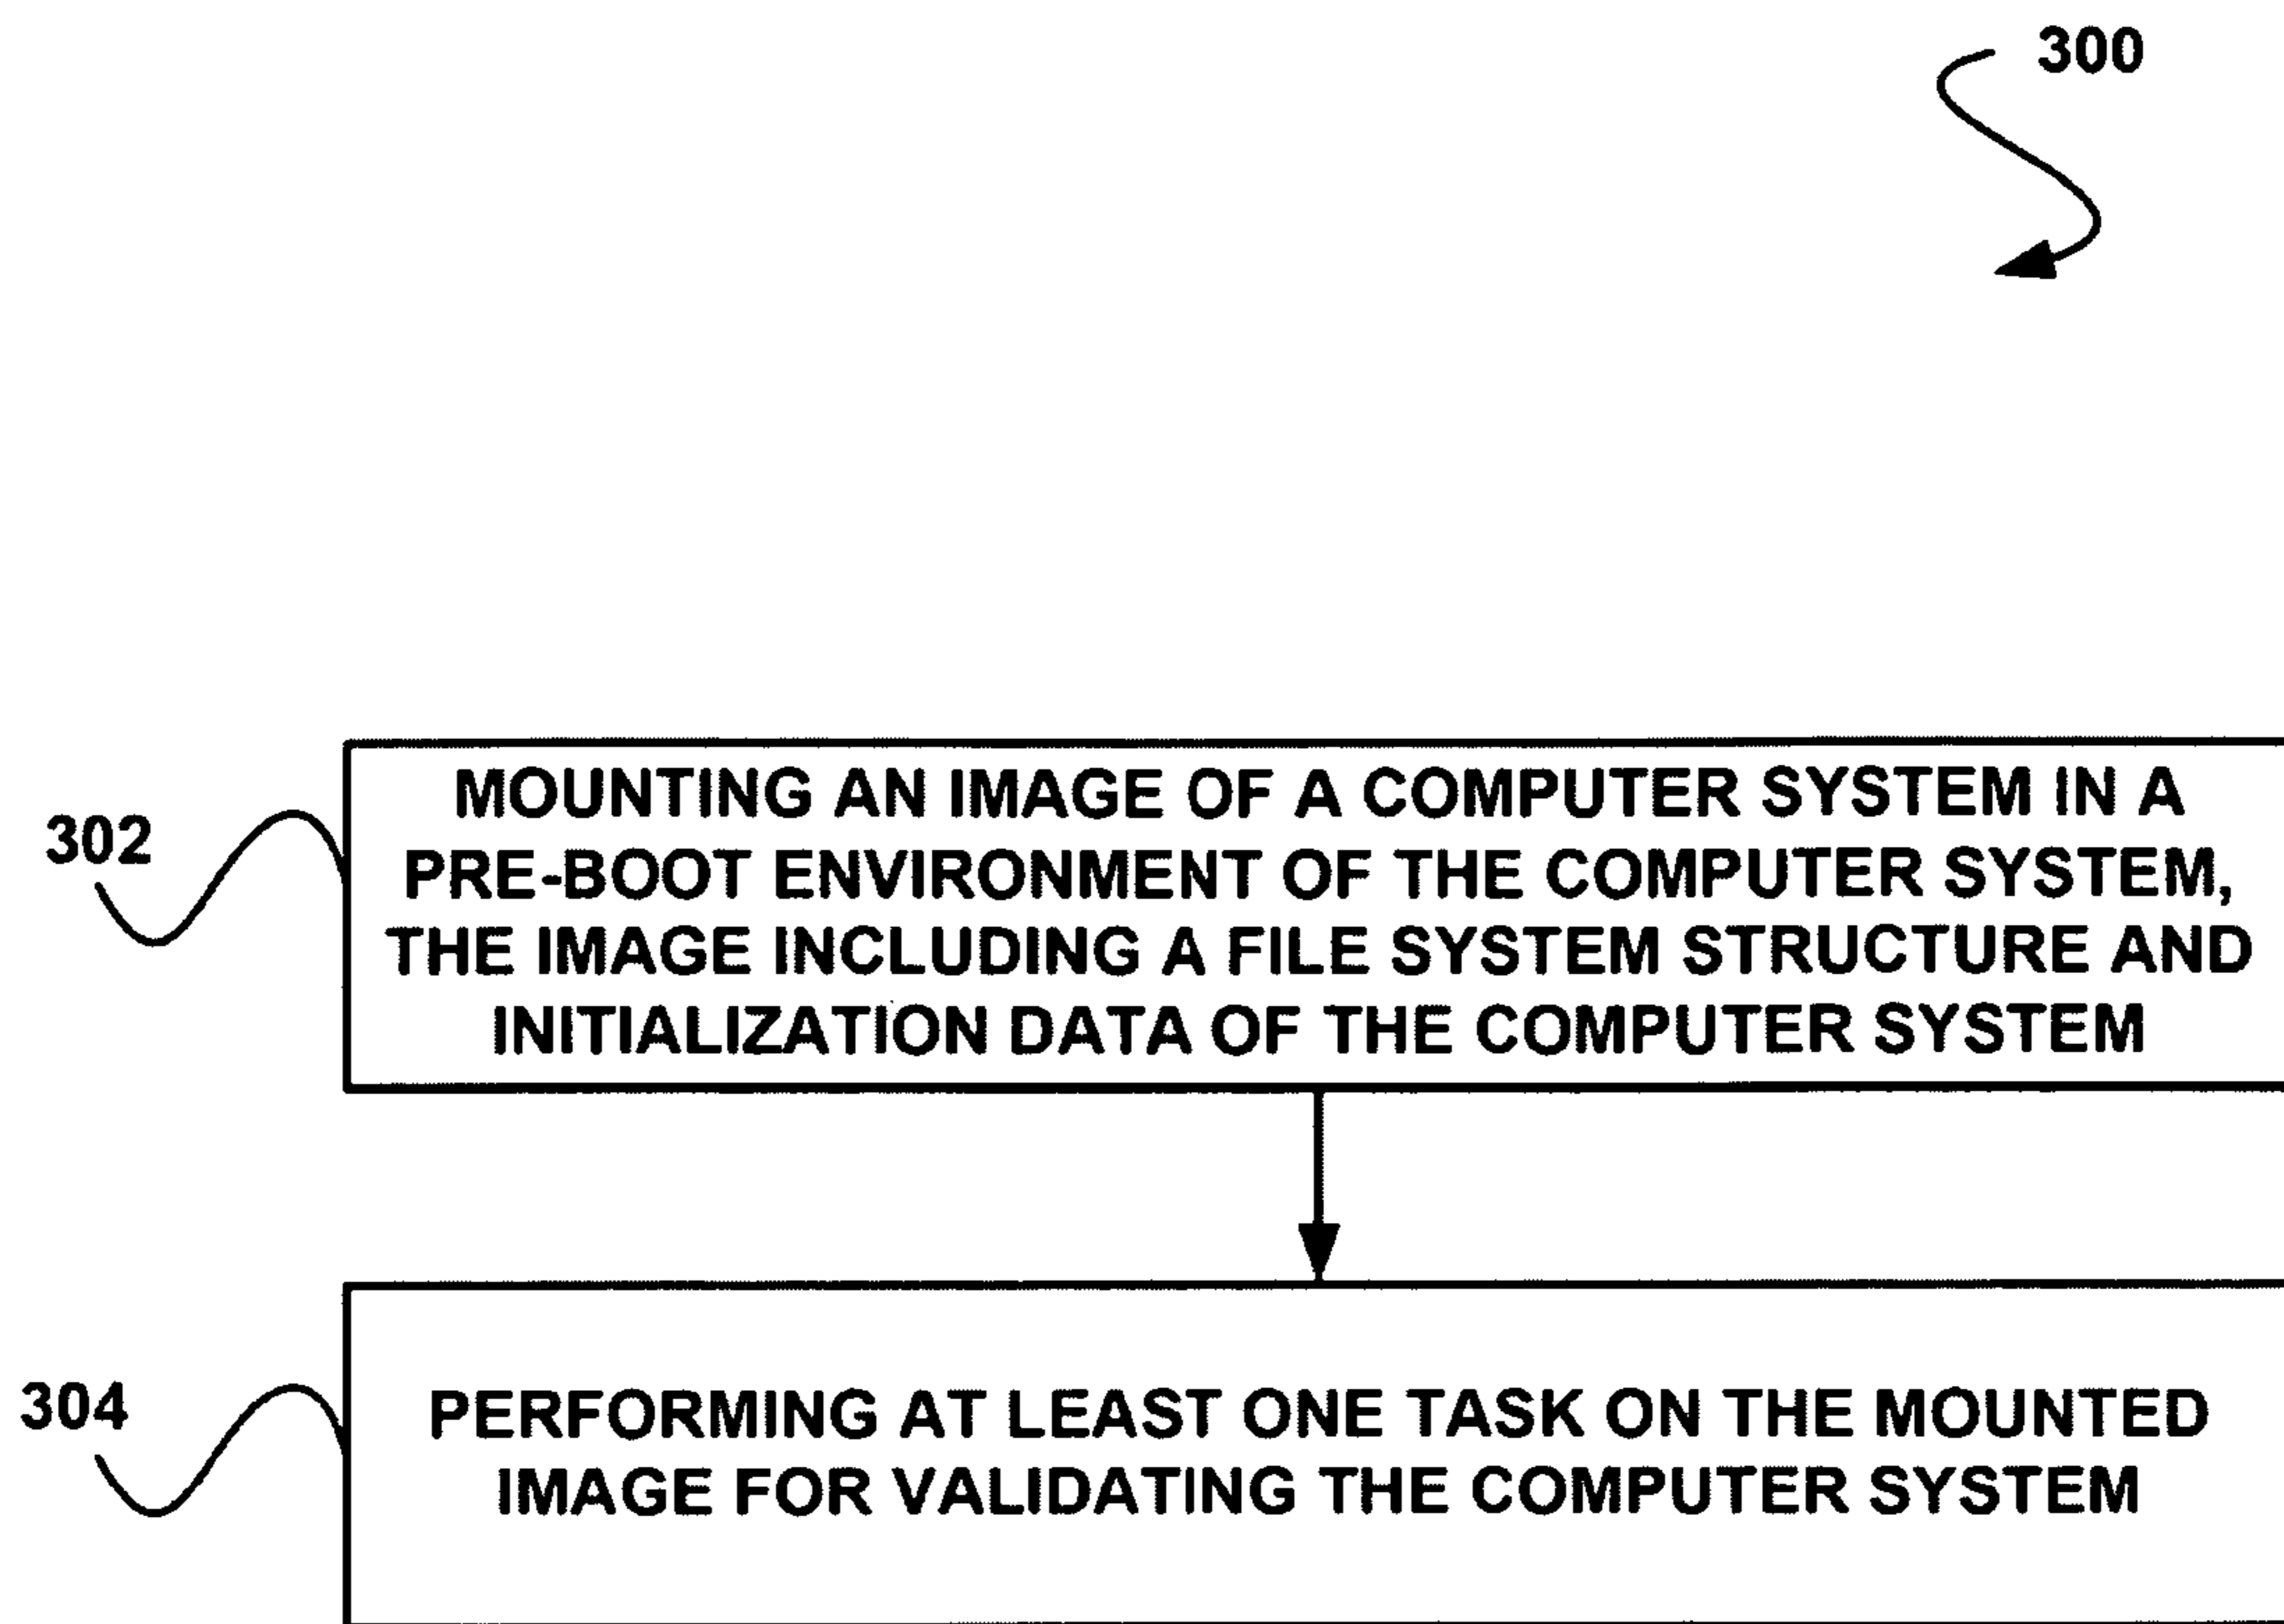 300
302
MOUNTING AN IMAGE OF A COMPUTER SYSTEM IN A
PRE-BOOT ENVIRONMENT OF THE COMPUTER SYSTEM,
THE IMAGE INCLUDING A FILE SYSTEM STRUCTURE AND
INITIALIZATION DATA OF THE COMPUTER SYSTEM
304
PERFORMING AT LEAST ONE TASK ON THE MOUNTED
IMAGE FOR VALIDATING THE COMPUTER SYSTEM